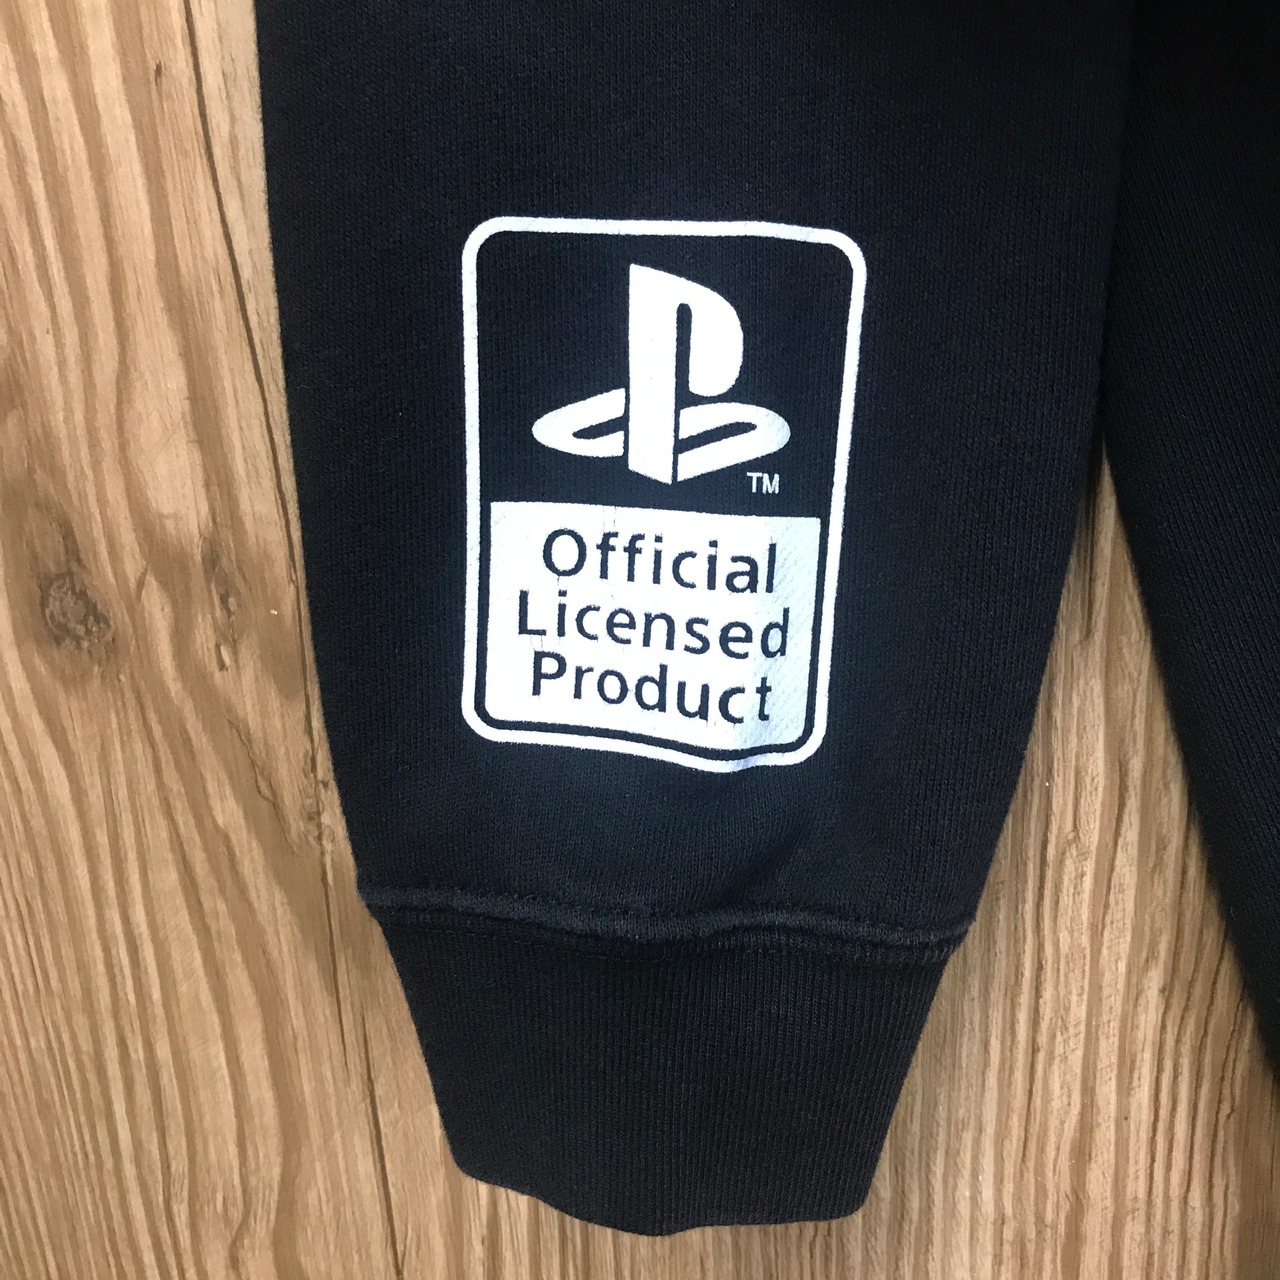 TM
Official
Licensed
Product